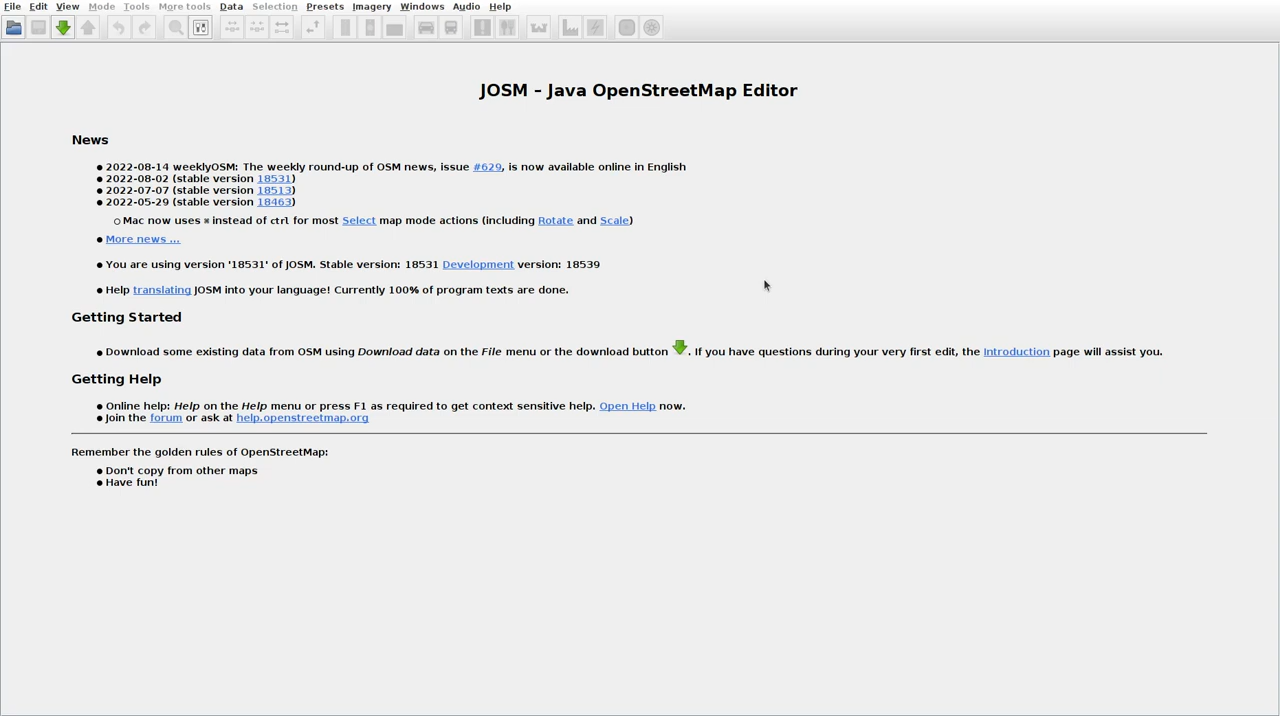 File Edit View Mode Tools More tools Data Selection Presets Imagery Windows Audio Help
JOSM – Java OpenStreetMap Editor
News
2022-08-14 weeklyOSM: The weekly round-up of OSM news, issue #629, is now available online in English
2022-08-02 (stable version 18531)
2022-07-07 (stable version 18513)
2022-05-29 (stable version 18463)
Mac now uses ⌘ instead of ctrl for most Select map mode actions (including Rotate and Scale)
More news ...
You are using version '18531' of JOSM. Stable version: 18531 Development version: 18539
Help translating JOSM into your language! Currently 100% of program texts are done.
Getting Started
Download some existing data from OSM using Download data on the File menu or the download button . If you have questions during your very first edit, the Introduction page will assist you.
Getting Help
Online help: Help on the Help menu or press F1 as required to get context sensitive help. Open Help now.
Join the forum or ask at help.openstreetmap.org
Remember the golden rules of OpenStreetMap:
Don't copy from other maps
Have fun!